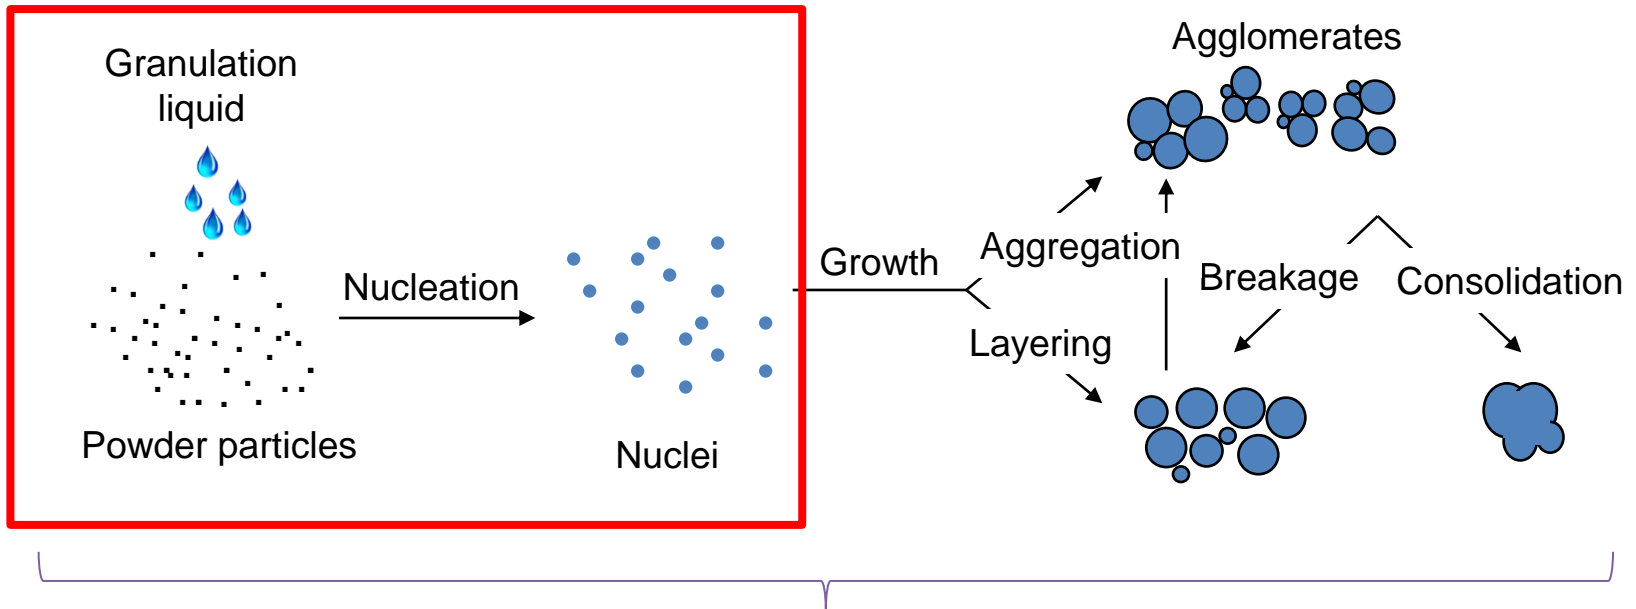 Granulation
liquid
Powder particles
Nucleation
Nuclei
Growth
Aggregation
Layering
Agglomerates
Breakage
Consolidation